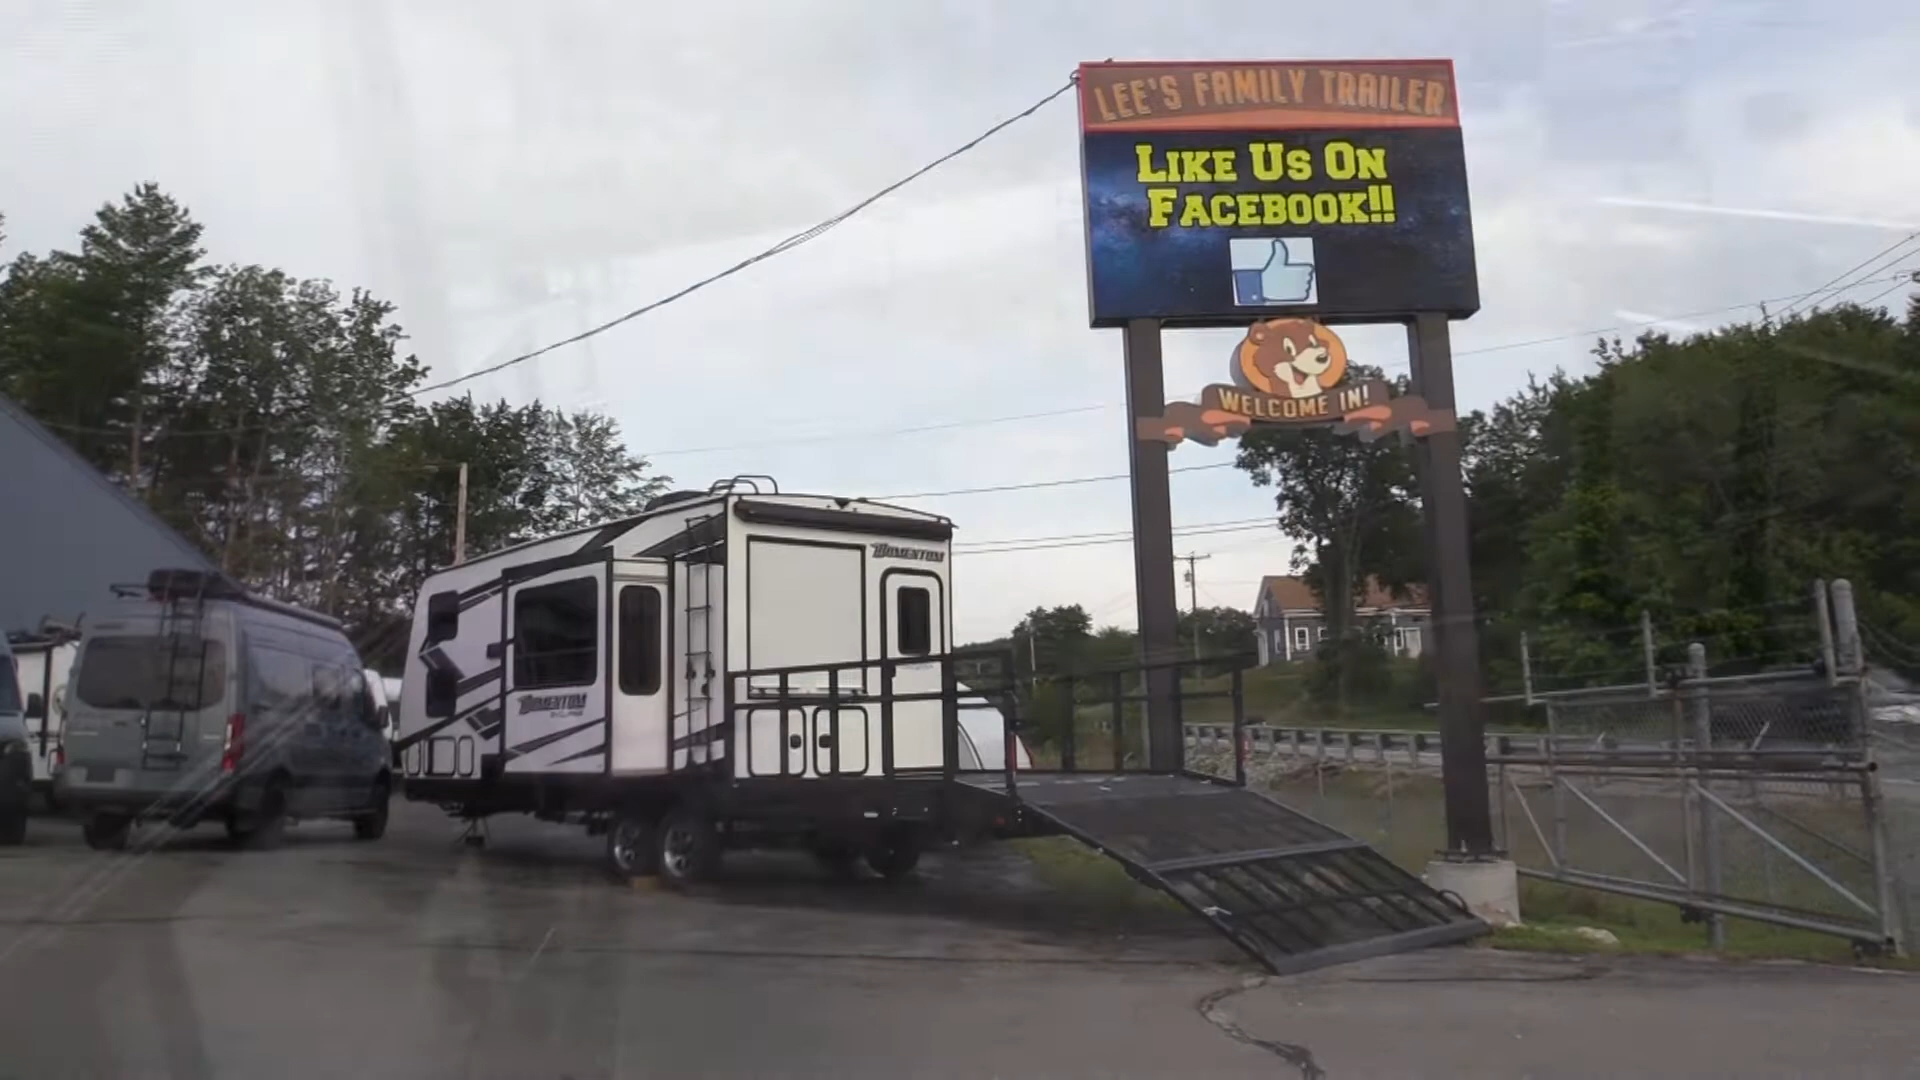 LEE'S FAMILY TRAILER
LIKE US ON
FACEBOOK!!
WELCOME IN!
MOMENTUM
MOMENTUM